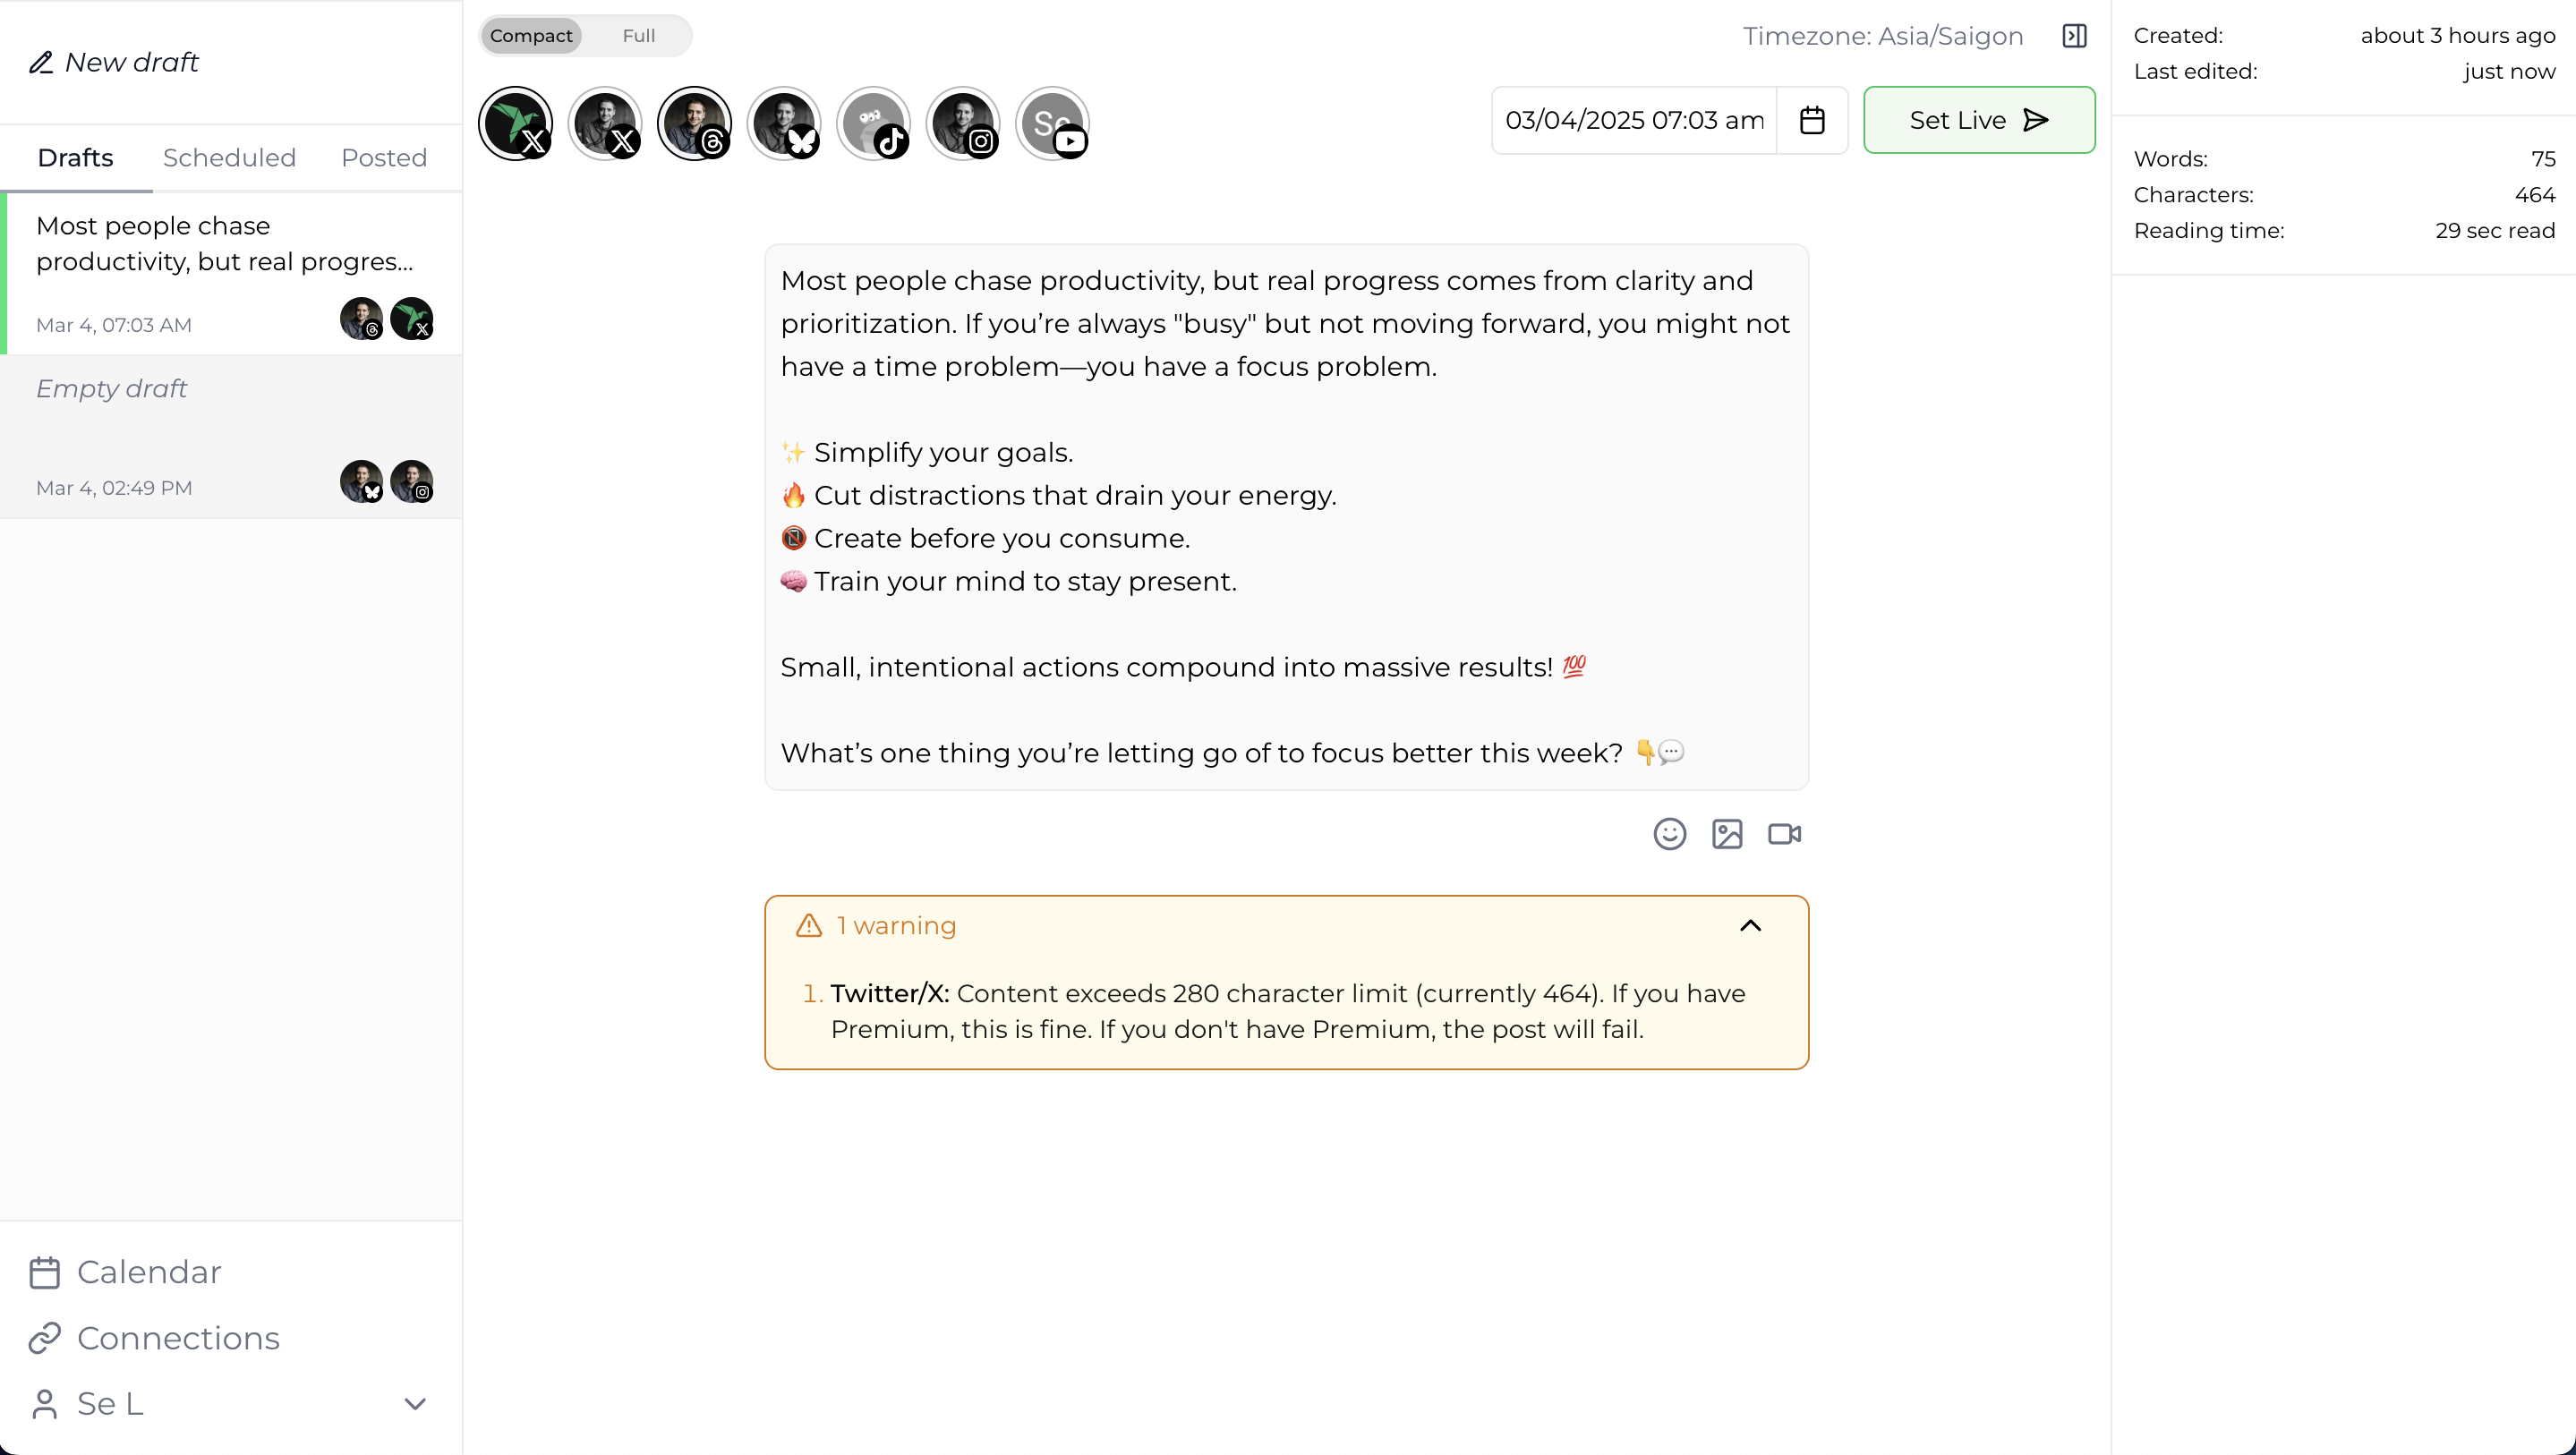 New draft
Drafts Scheduled Posted
Most people chase
productivity, but real progres...
Mar 4, 07:03 AM
Empty draft
Mar 4, 02:49 PM
Calendar
Connections
Se L
Compact Full
Timezone: Asia/Saigon
Se
03/04/2025 07:03 am
Set Live
Most people chase productivity, but real progress comes from clarity and
prioritization. If you’re always "busy" but not moving forward, you might not
have a time problem—you have a focus problem.
✨ Simplify your goals.
🔥 Cut distractions that drain your energy.
📵 Create before you consume.
🧠 Train your mind to stay present.
Small, intentional actions compound into massive results! 💯
What’s one thing you’re letting go of to focus better this week? 👇💬
1 warning
1. Twitter/X: Content exceeds 280 character limit (currently 464). If you have
Premium, this is fine. If you don't have Premium, the post will fail.
Created: about 3 hours ago
Last edited: just now
Words: 75
Characters: 464
Reading time: 29 sec read